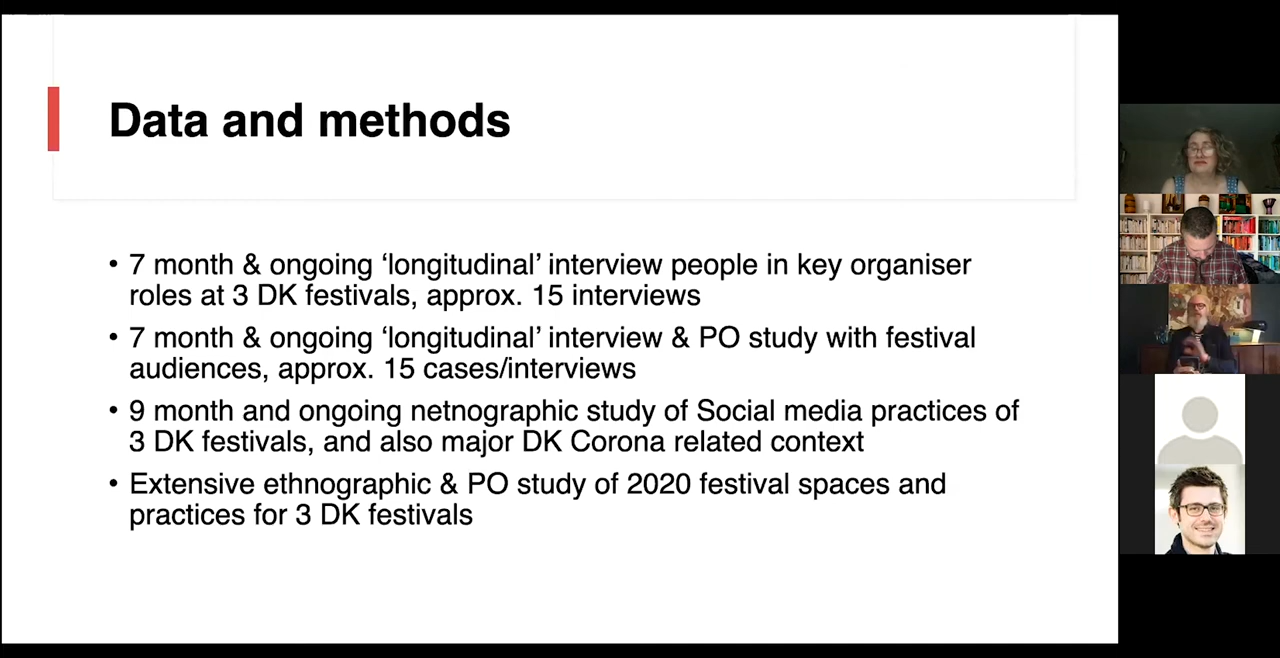 Data and methods
• 7 month & ongoing ‘longitudinal’ interview people in key organiser
roles at 3 DK festivals, approx. 15 interviews
• 7 month & ongoing ‘longitudinal’ interview & PO study with festival
audiences, approx. 15 cases/interviews
• 9 month and ongoing netnographic study of Social media practices of
3 DK festivals, and also major DK Corona related context
• Extensive ethnographic & PO study of 2020 festival spaces and
practices for 3 DK festivals